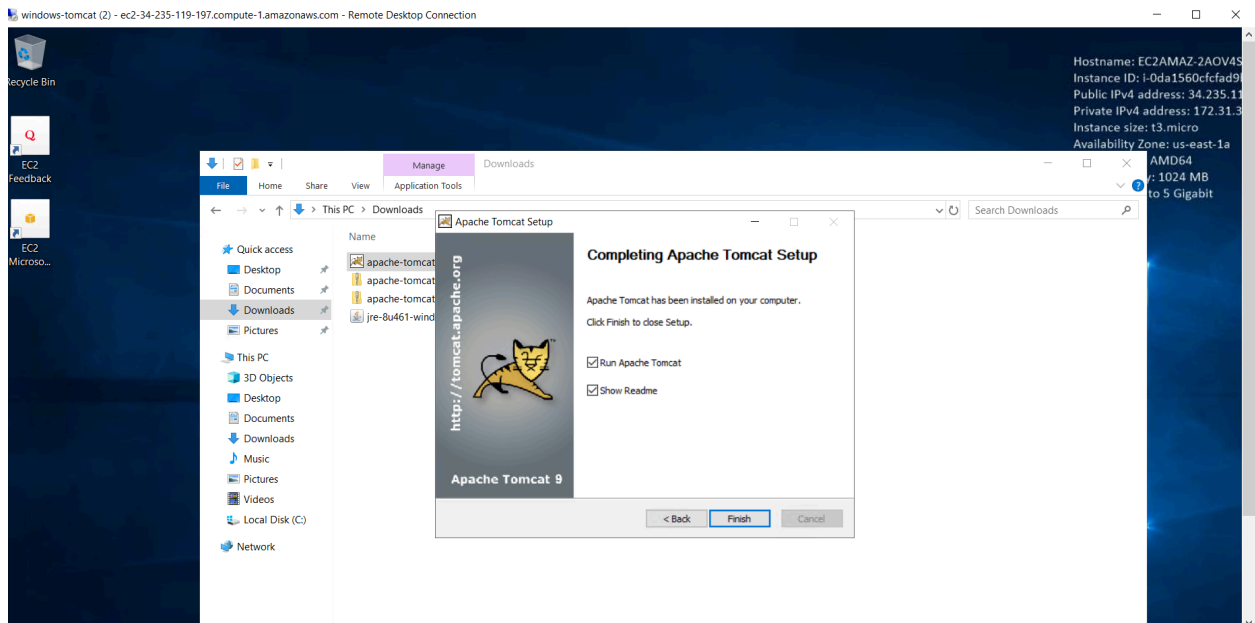 windows-tomcat (2) - ec2-34-235-119-197.compute-1.amazonaws.com - Remote Desktop Connection
Recycle Bin
Hostname: EC2AMAZ-2AOV4S
Instance ID: i-0da1560cfcfad9
Public IPv4 address: 34.235.11
Private IPv4 address: 172.31.3
Instance size: t3.micro
Availability Zone: us-east-1a
AMD64
y: 1024 MB
to 5 Gigabit
Q
EC2
Feedback
EC2
Microso...
Manage
Downloads
File Home Share View Application Tools
This PC > Downloads
Search Downloads
Quick access
Desktop
Documents
Downloads
Pictures
This PC
3D Objects
Desktop
Documents
Downloads
Music
Pictures
Videos
Local Disk (C:)
Network
Name
apache-tomcat
apache-tomcat
apache-tomcat
jre-8u461-wind
Apache Tomcat Setup
http://tomcat.apache.org
Apache Tomcat 9
Completing Apache Tomcat Setup
Apache Tomcat has been installed on your computer.
Click Finish to close Setup.
Run Apache Tomcat
Show Readme
< Back Finish Cancel